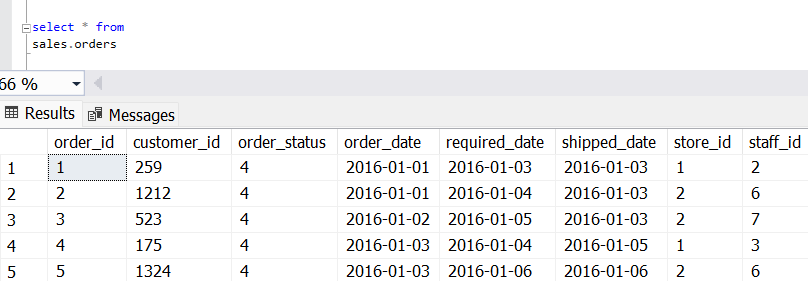 select * from
sales.orders
66 %
Results Messages
order_id customer_id order_status order_date required_date shipped_date store_id staff_id
1 1 259 4 2016-01-01 2016-01-03 2016-01-03 1 2
2 2 1212 4 2016-01-01 2016-01-04 2016-01-03 2 6
3 3 523 4 2016-01-02 2016-01-05 2016-01-03 2 7
4 4 175 4 2016-01-03 2016-01-04 2016-01-05 1 3
5 5 1324 4 2016-01-03 2016-01-06 2016-01-06 2 6